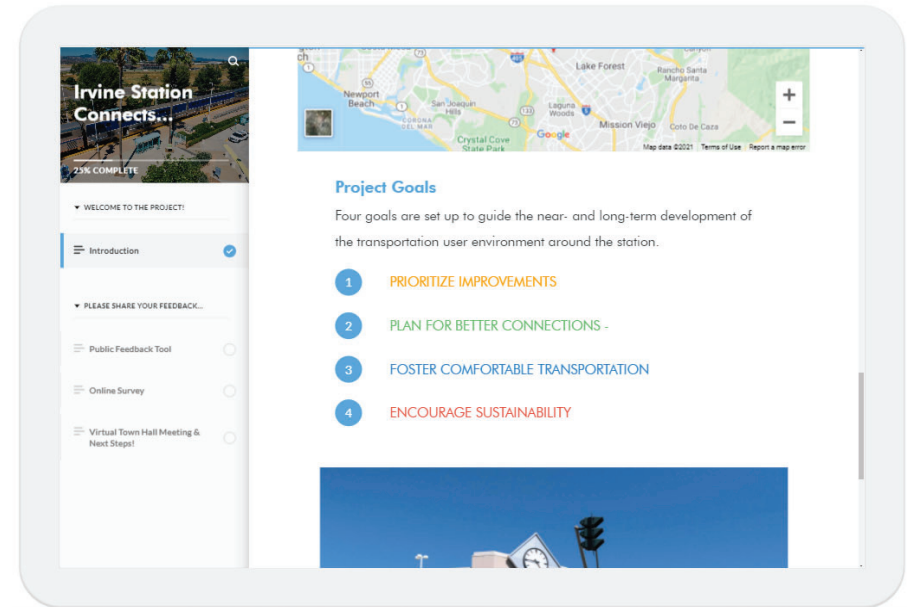 Irvine Station
Connects...
25% COMPLETE
WELCOME TO THE PROJECT!
Introduction
PLEASE SHARE YOUR FEEDBACK...
Public Feedback Tool
Online Survey
Virtual Town Hall Meeting &
Next Steps!
Lake Forest
Rancho Santa
Margarita
Newport
Beach
San Joaquin
Hills
CORONA
DEL MAR
Laguna
Woods
Mission Viejo
Coto De Caza
Crystal Cove
State Park
Google
Map data ©2021 Terms of Use Report a map error
Project Goals
Four goals are set up to guide the near- and long-term development of
the transportation user environment around the station.
1 PRIORITIZE IMPROVEMENTS
2 PLAN FOR BETTER CONNECTIONS -
3 FOSTER COMFORTABLE TRANSPORTATION
4 ENCOURAGE SUSTAINABILITY